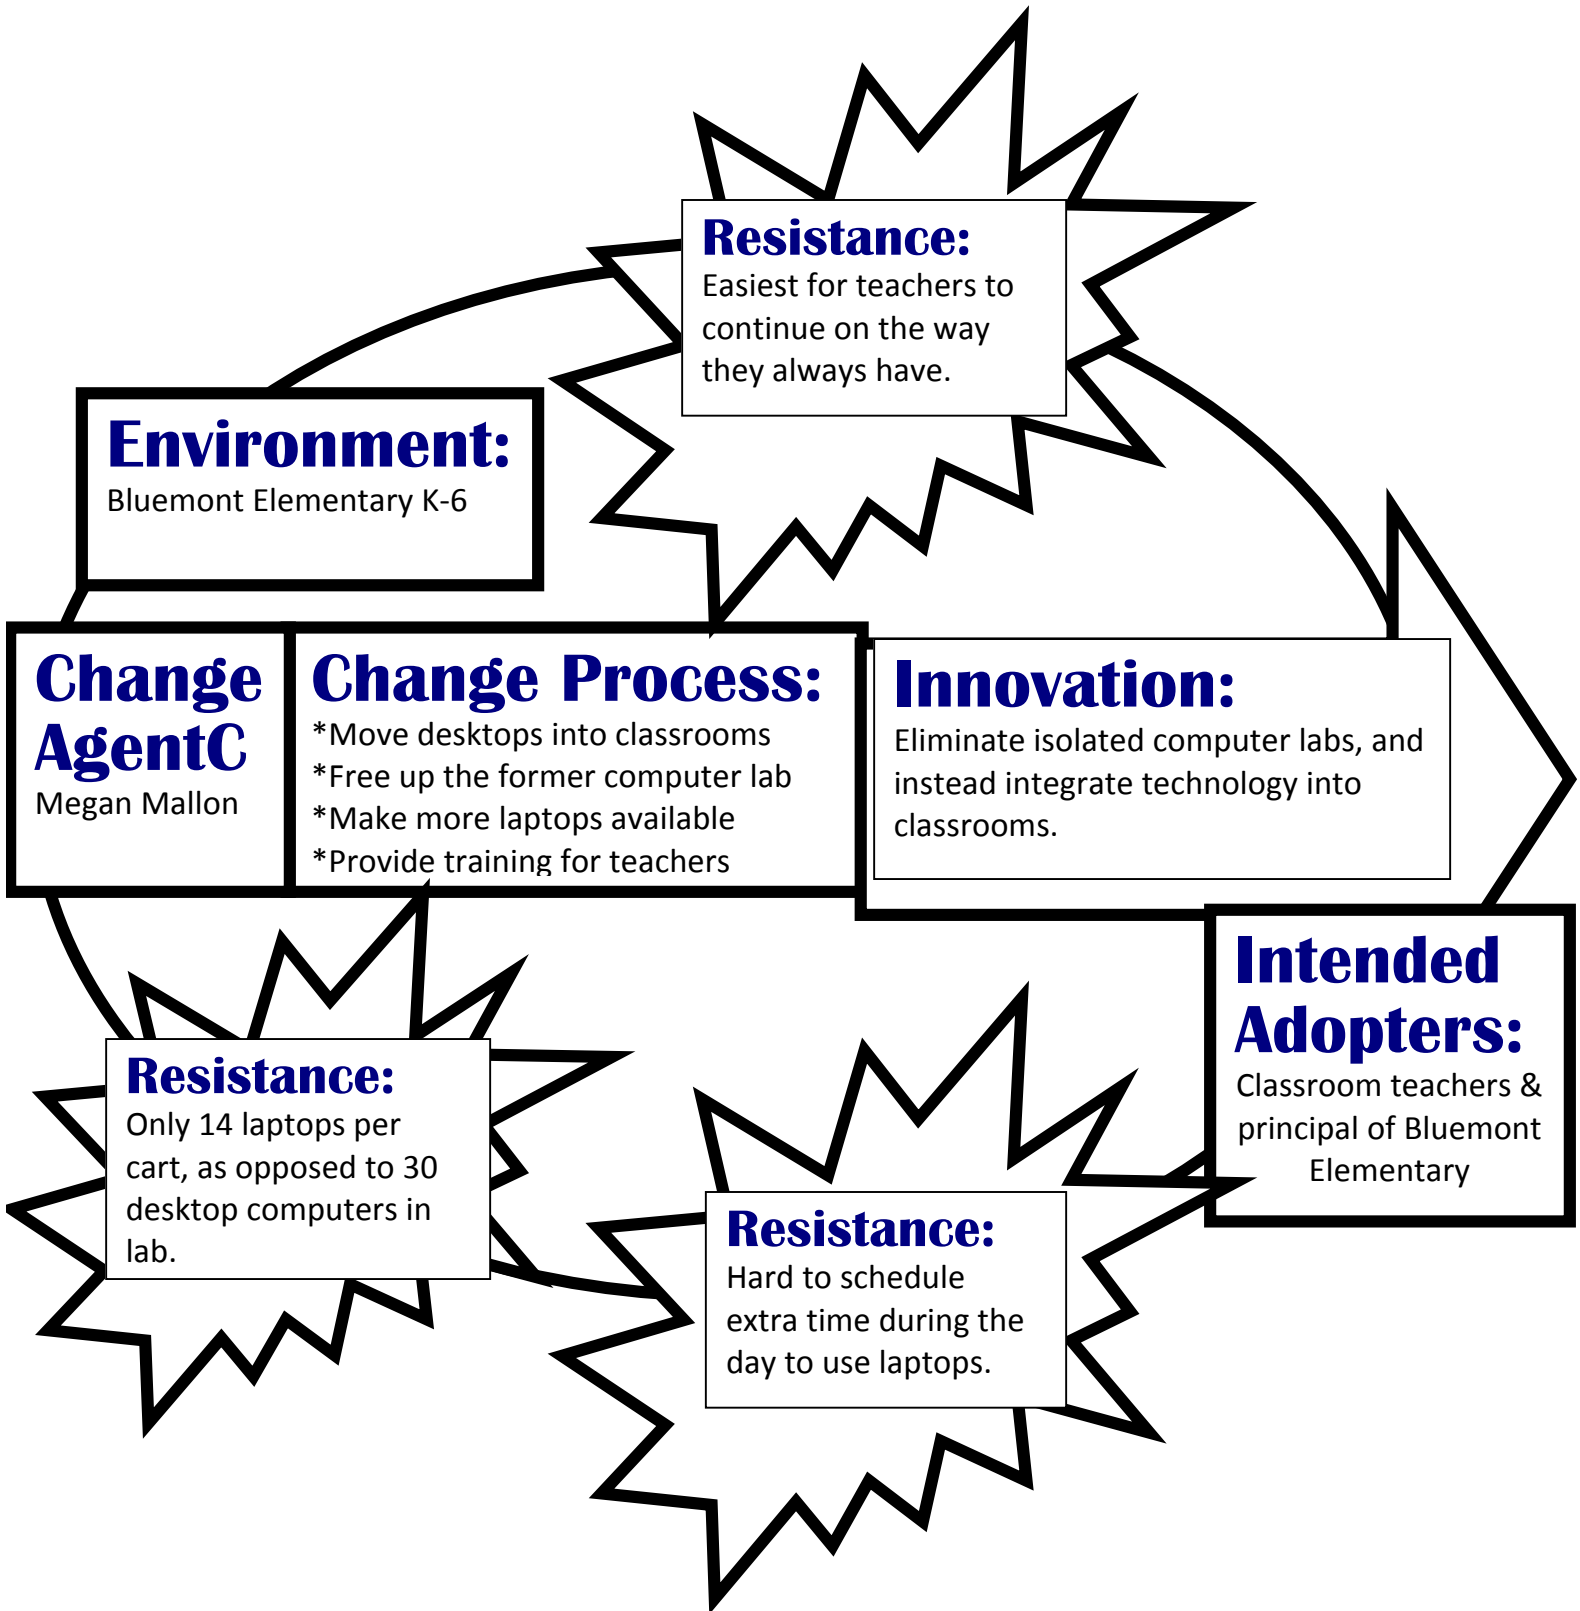 Resistance:
Easiest for teachers to
continue on the way
they always have.
Environment:
Bluemont Elementary K-6
Change
AgentC
Megan Mallon
Change Process:
*Move desktops into classrooms
*Free up the former computer lab
*Make more laptops available
*Provide training for teachers
Innovation:
Eliminate isolated computer labs, and
instead integrate technology into
classrooms.
Intended
Adopters:
Classroom teachers &
principal of Bluemont
Elementary
Resistance:
Only 14 laptops per
cart, as opposed to 30
desktop computers in
lab.
Resistance:
Hard to schedule
extra time during the
day to use laptops.